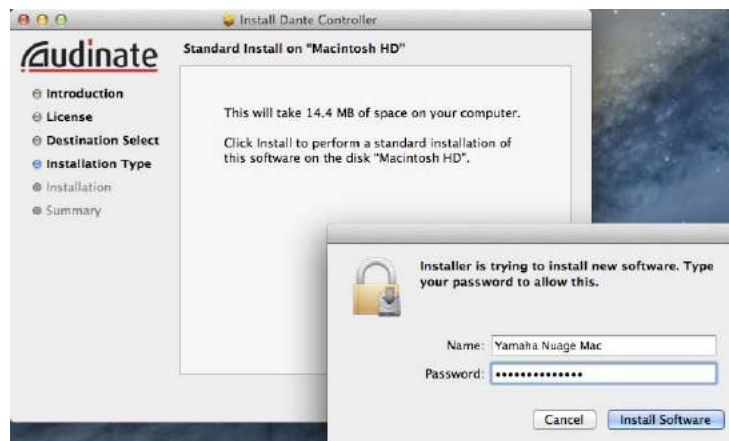 Install Dante Controller
Audinate
Standard Install on "Macintosh HD"
Introduction
License
Destination Select
Installation Type
Installation
Summary
This will take 14.4 MB of space on your computer.
Click Install to perform a standard installation of
this software on the disk "Macintosh HD".
Installer is trying to install new software. Type
your password to allow this.
Name: Yamaha Nuage Mac
Password: ••••••••••••••
Cancel Install Software